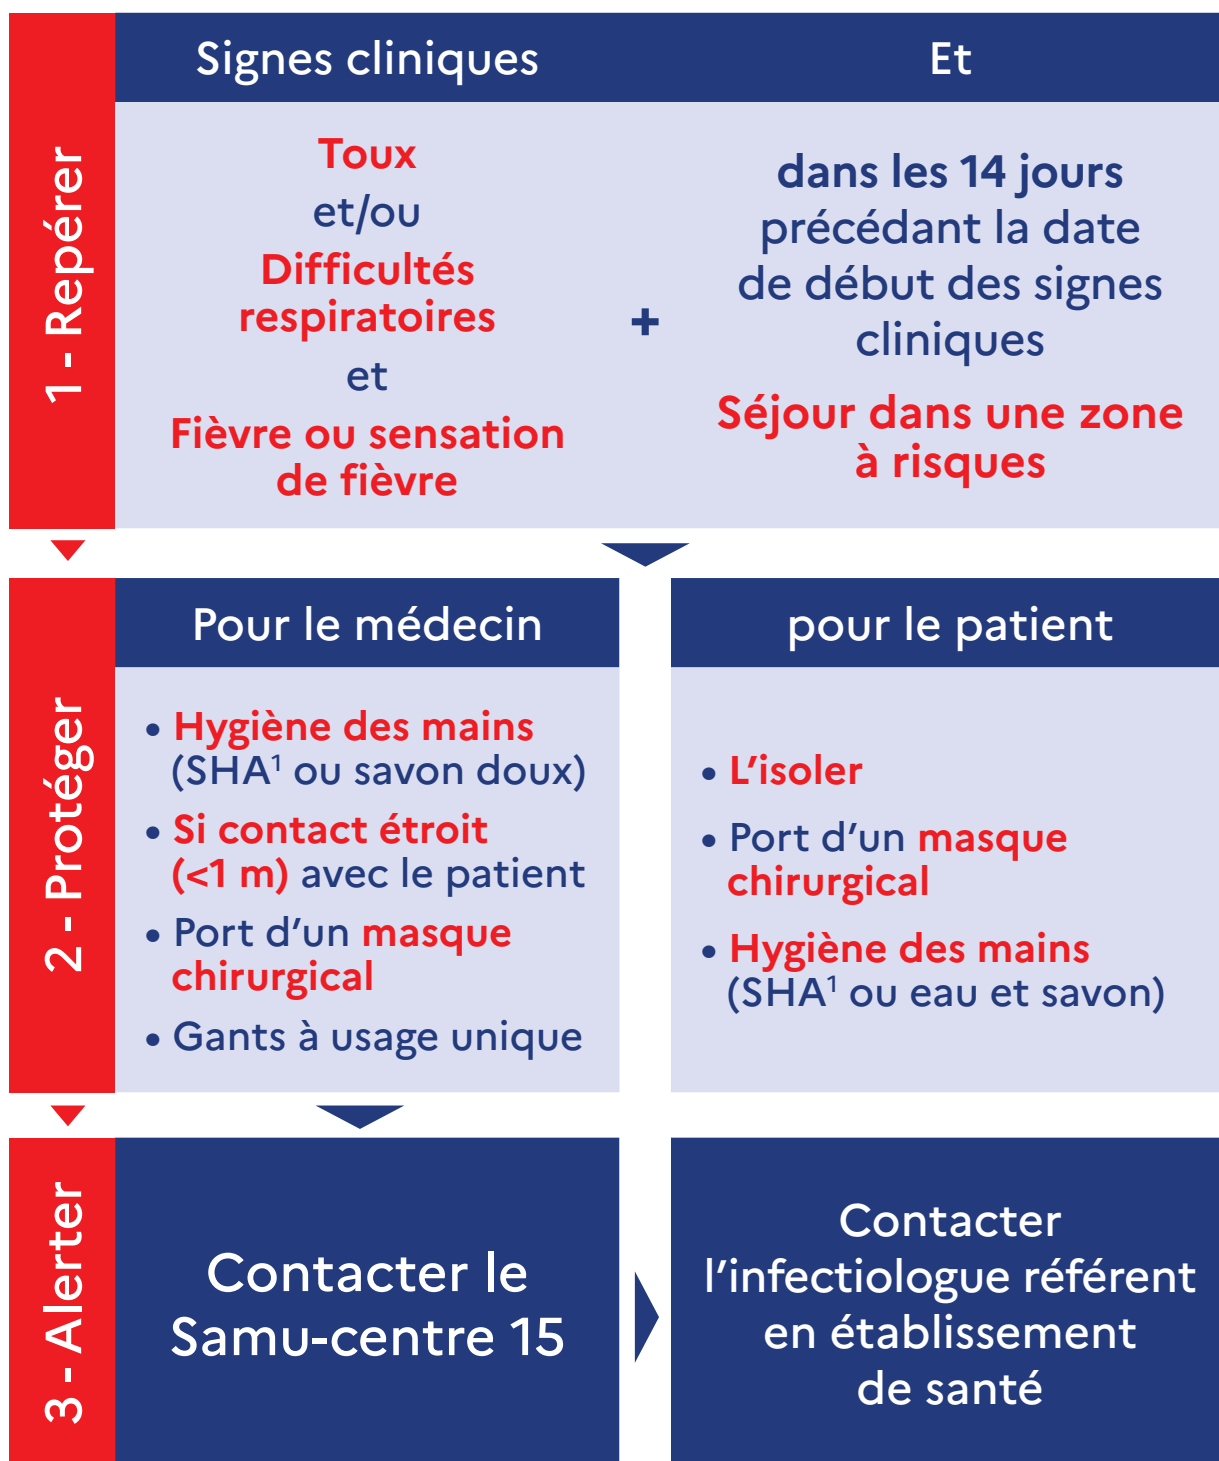 1 - Repérer
Signes cliniques
Et
Toux
et/ou
Difficultés
respiratoires
et
Fièvre ou sensation
de fièvre
+
dans les 14 jours
précédant la date
de début des signes
cliniques
Séjour dans une zone
à risques
2 - Protéger
Pour le médecin
• Hygiène des mains
(SHA¹ ou savon doux)
• Si contact étroit
(<1 m) avec le patient
• Port d’un masque
chirurgical
• Gants à usage unique
pour le patient
• L’isoler
• Port d’un masque
chirurgical
• Hygiène des mains
(SHA¹ ou eau et savon)
3 - Alerter
Contacter le
Samu-centre 15
Contacter
l’infectiologue référent
en établissement
de santé